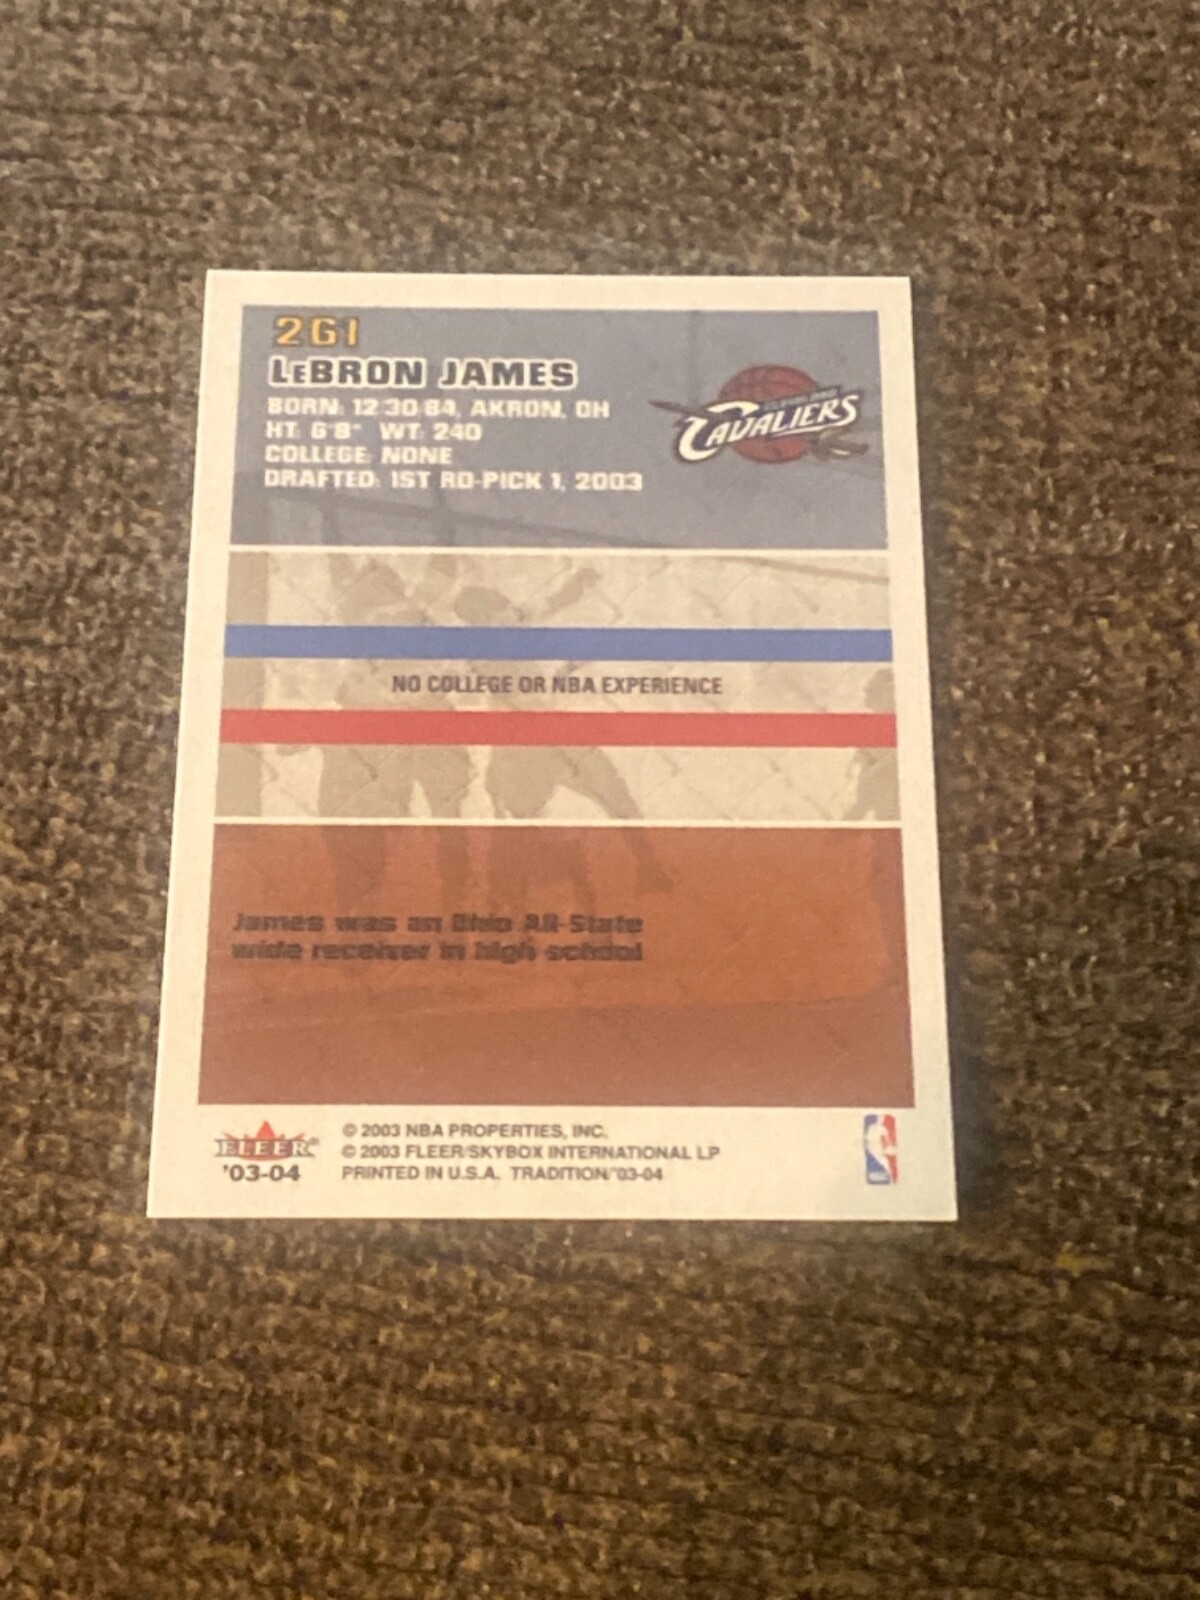 261
LeBRON JAMES
BORN: 12-30-84, AKRON, OH
HT: 6'8" WT: 240
COLLEGE: NONE
DRAFTED: 1ST RD-PICK 1, 2003
CLEVELAND
CAVALIERS
NO COLLEGE OR NBA EXPERIENCE
James was an Ohio All-State
wide receiver in high school
FLEER®
'03-04
© 2003 NBA PROPERTIES, INC.
© 2003 FLEER/SKYBOX INTERNATIONAL LP
PRINTED IN U.S.A. TRADITION/'03-04